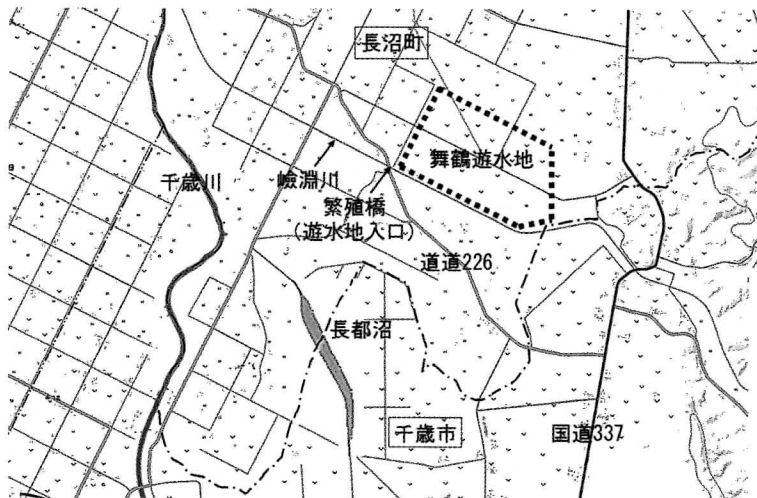 長沼町
舞鶴遊水地
千歳川
嶮淵川
繁殖橋
(遊水地入口)
道道226
長都沼
千歳市
国道337